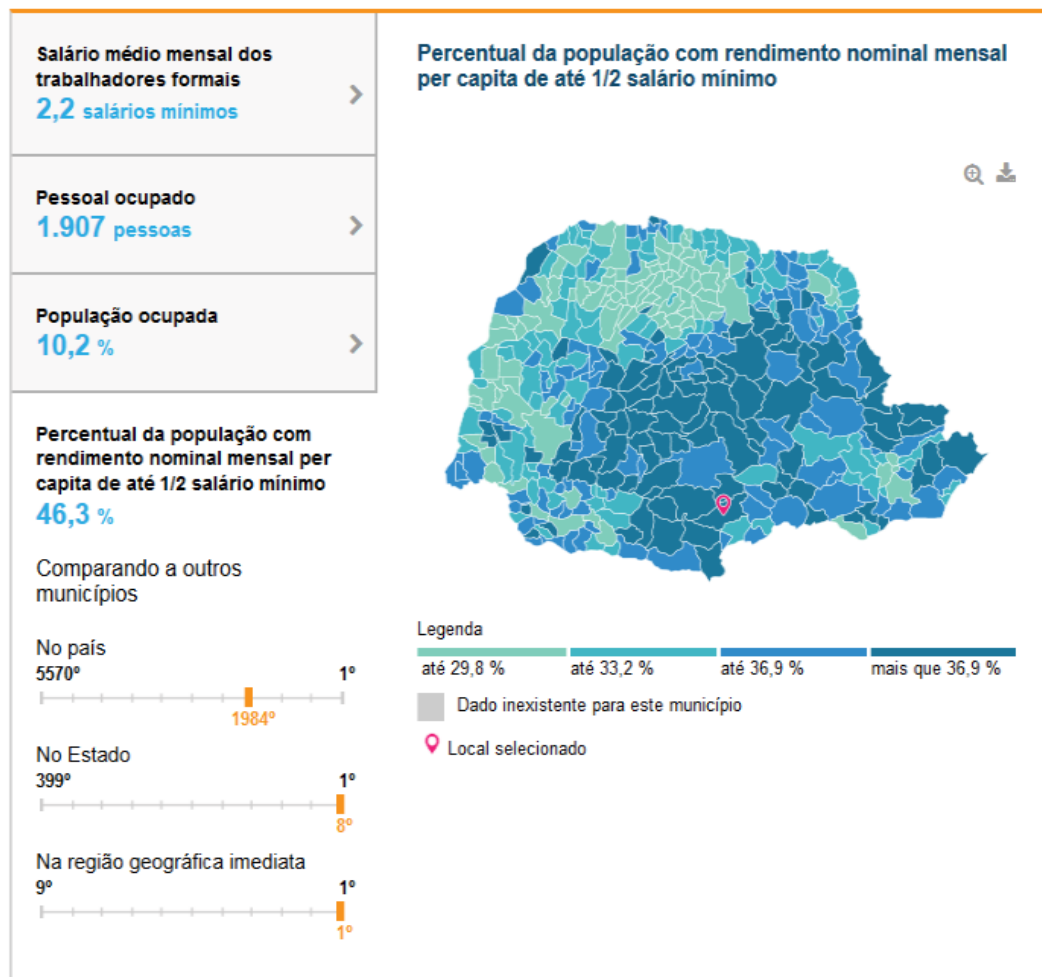 Salário médio mensal dos
trabalhadores formais
2,2 salários mínimos
Pessoal ocupado
1.907 pessoas
População ocupada
10,2 %
Percentual da população com
rendimento nominal mensal per
capita de até 1/2 salário mínimo
46,3 %
Comparando a outros
municípios
No país
5570º 1º
1984º
No Estado
399º 1º
8º
Na região geográfica imediata
9º 1º
1º
Percentual da população com rendimento nominal mensal
per capita de até 1/2 salário mínimo
Legenda
até 29,8 % até 33,2 % até 36,9 % mais que 36,9 %
Dado inexistente para este município
Local selecionado